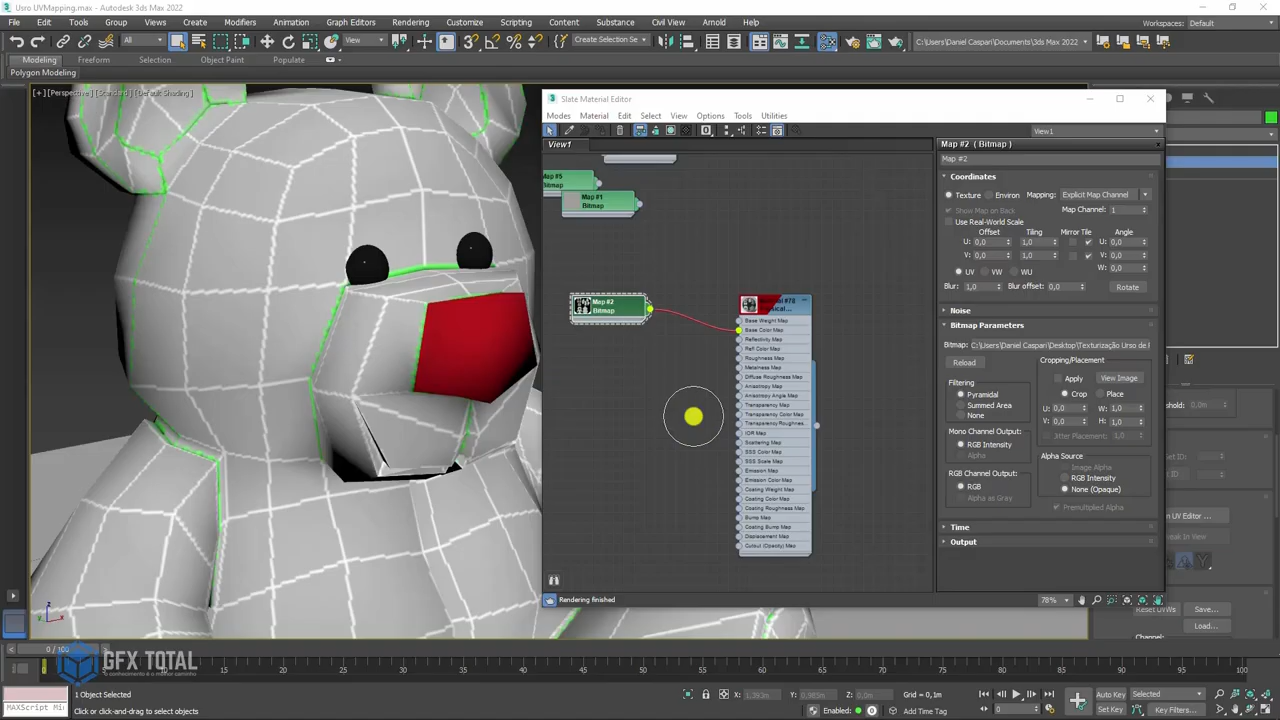 Usro UVMapping.max - Autodesk 3ds Max 2022
File Edit Tools Group Views Create Modifiers Animation Graph Editors Rendering Customize Scripting Content Substance Civil View Arnold Help
Workspaces: Default
All View Create Selection Se C:\Users\Daniel Caspari\Documents\3ds Max 2022
Modeling Freeform Selection Object Paint Populate
Polygon Modeling
[+] [Perspective] [Standard] [Default Shading]
Slate Material Editor
Modes Material Edit Select View Options Tools Utilities
View1
View1
Map #5
Bitmap
Map #1
Bitmap
Map #2
Bitmap
Base Weight Map
Base Color Map
Reflectivity Map
Refl Color Map
Roughness Map
Metalness Map
Diffuse Roughness Map
Anisotropy Map
Anisotropy Angle Map
Transparency Map
Transparency Color Map
Transparency Roughnes...
IOR Map
Scattering Map
SSS Color Map
SSS Scale Map
Emission Map
Emission Color Map
Coating Weight Map
Coating Color Map
Coating Roughness Map
Bump Map
Coating Bump Map
Displacement Map
Cutout (Opacity) Map
Map #2 ( Bitmap )
Map #2
Coordinates
Texture Environ Mapping: Explicit Map Channel
Show Map on Back Map Channel: 1
Use Real-World Scale
Offset Tiling Mirror Tile Angle
U: 0,0 1,0 U: 0,0
V: 0,0 1,0 V: 0,0
UV VW WU W: 0,0
Blur: 1,0 Blur offset: 0,0 Rotate
Noise
Bitmap Parameters
Bitmap: C:\Users\Daniel Caspari\Desktop\Texturização Urso de
Reload Cropping/Placement
Apply View Image
Filtering
Pyramidal Crop Place
Summed Area U: 0,0 W: 1,0
None V: 0,0 H: 1,0
Mono Channel Output: Jitter Placement: 1,0
RGB Intensity
Alpha Alpha Source
Image Alpha
RGB Channel Output: RGB Intensity
RGB None (Opaque)
Alpha as Gray Premultiplied Alpha
Time
Output
Rendering finished 78%
UV Editor ...
Reset UVWs Save...
Load...
Channel:
0 / 100
GFX TOTAL
o conhecimento é o melhor caminho
0 15 20 25 30 35 40 45 50 55 60 65 70 75 80 85 90 95 100
1 Object Selected
Click or click-and-drag to select objects
MAXScript Mi
X: 1,393m Y: 0,985m Z: 0,0m Grid = 0,1m
Enabled: Add Time Tag
0
Auto Key Selected
Set Key Key Filters...